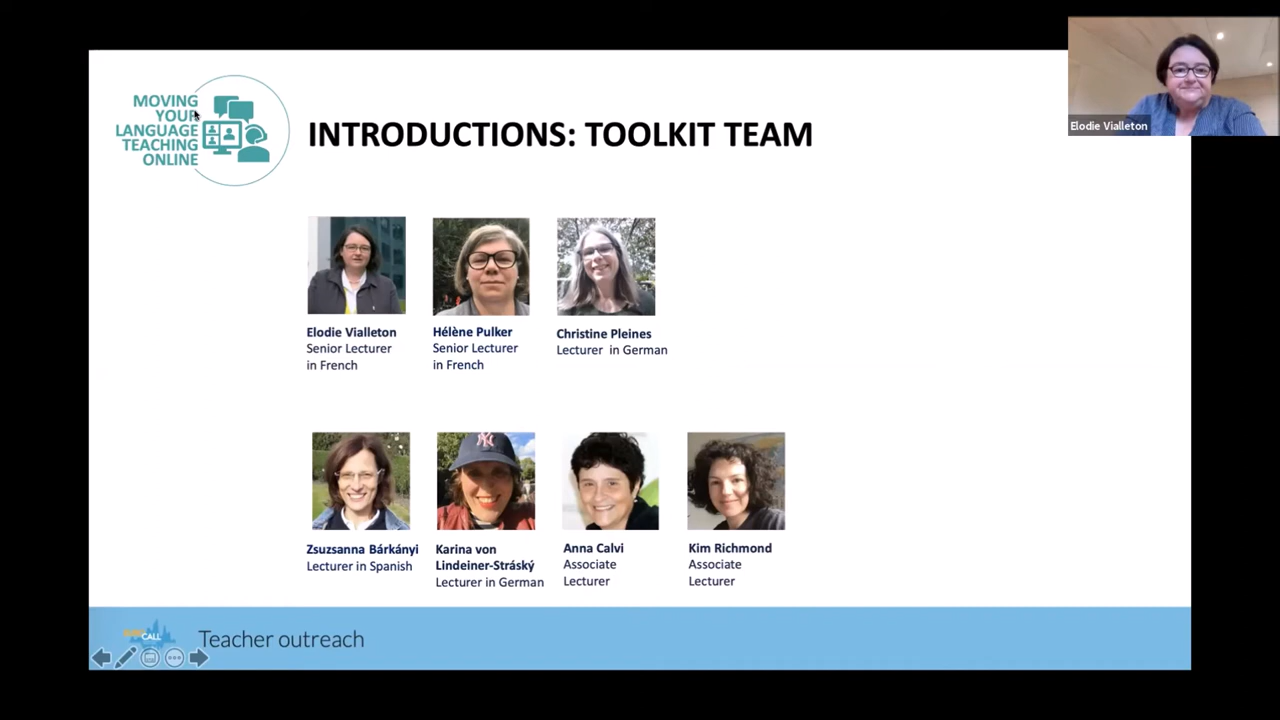 MOVING
YOUR
LANGUAGE
TEACHING
ONLINE
INTRODUCTIONS: TOOLKIT TEAM
Elodie Vialleton
Elodie Vialleton
Senior Lecturer
in French
Hélène Pulker
Senior Lecturer
in French
Christine Pleines
Lecturer in German
Zsuzsanna Bárkányi
Lecturer in Spanish
Karina von
Lindeiner-Stráský
Lecturer in German
Anna Calvi
Associate
Lecturer
Kim Richmond
Associate
Lecturer
CALL
Teacher outreach